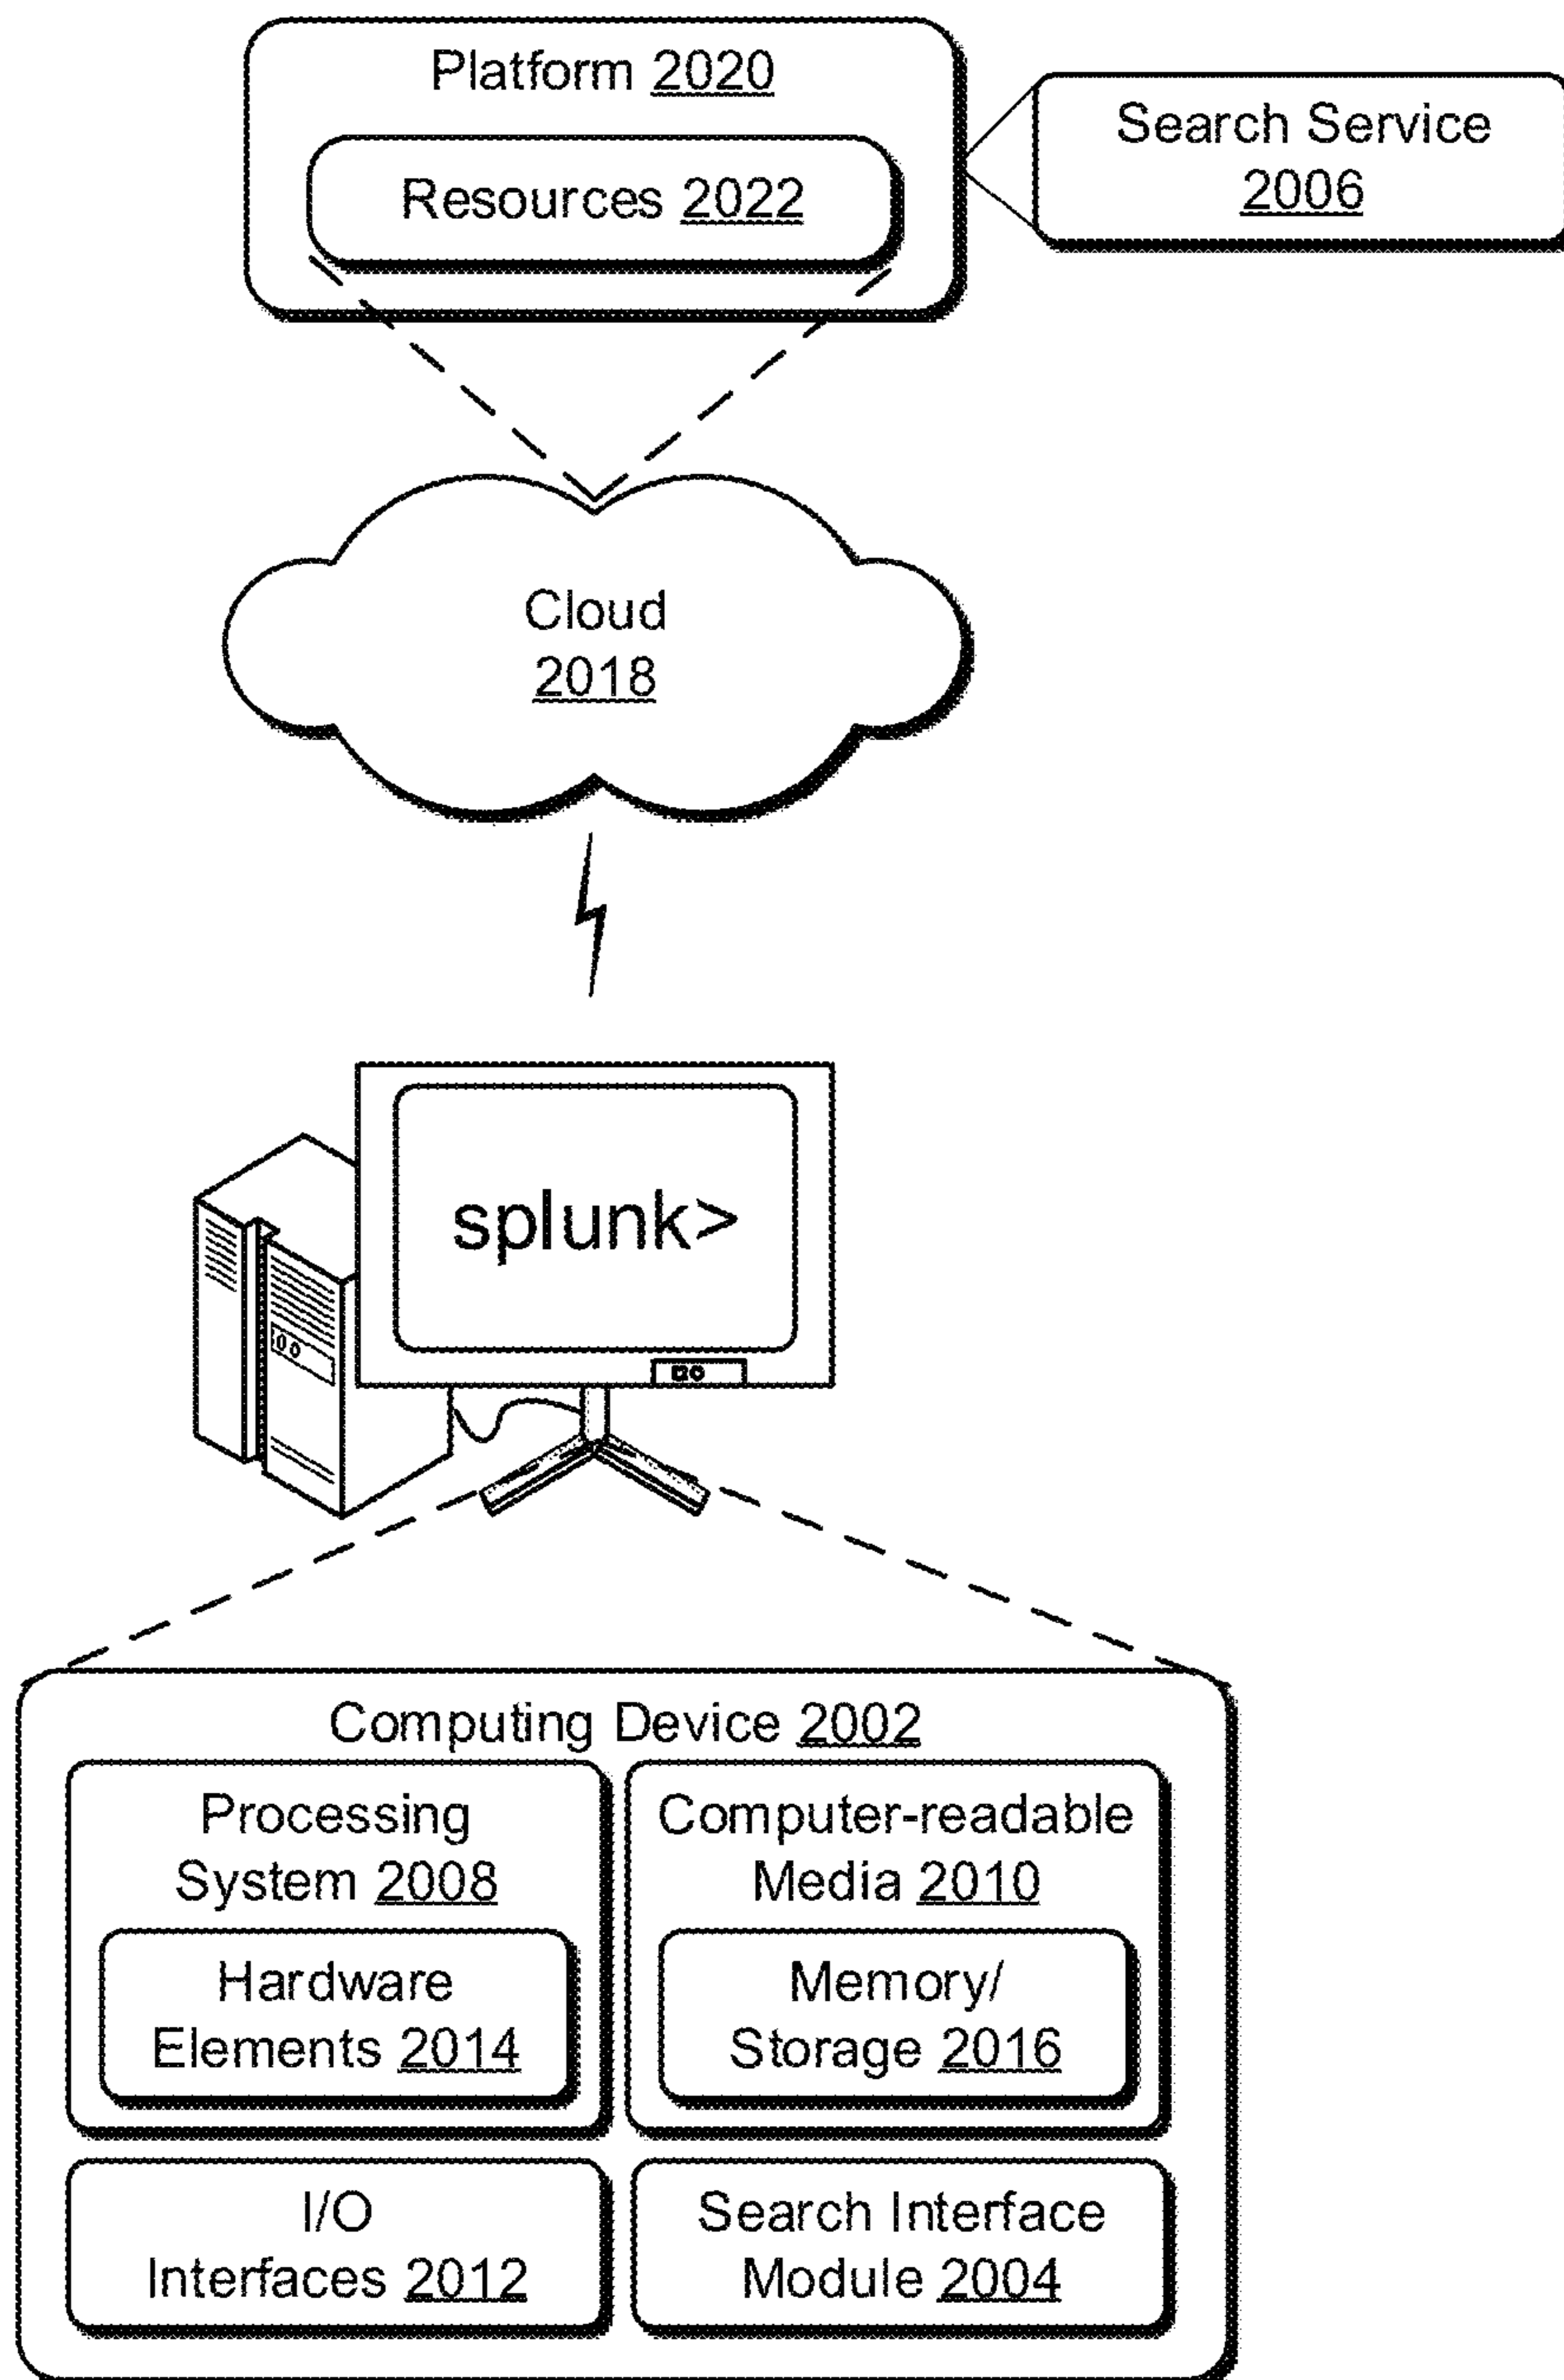 Platform 2020
Resources 2022
Search Service
2006
Cloud
2018
splunk>
Computing Device 2002
Processing
System 2008
Hardware
Elements 2014
Computer-readable
Media 2010
Memory/
Storage 2016
I/O
Interfaces 2012
Search Interface
Module 2004